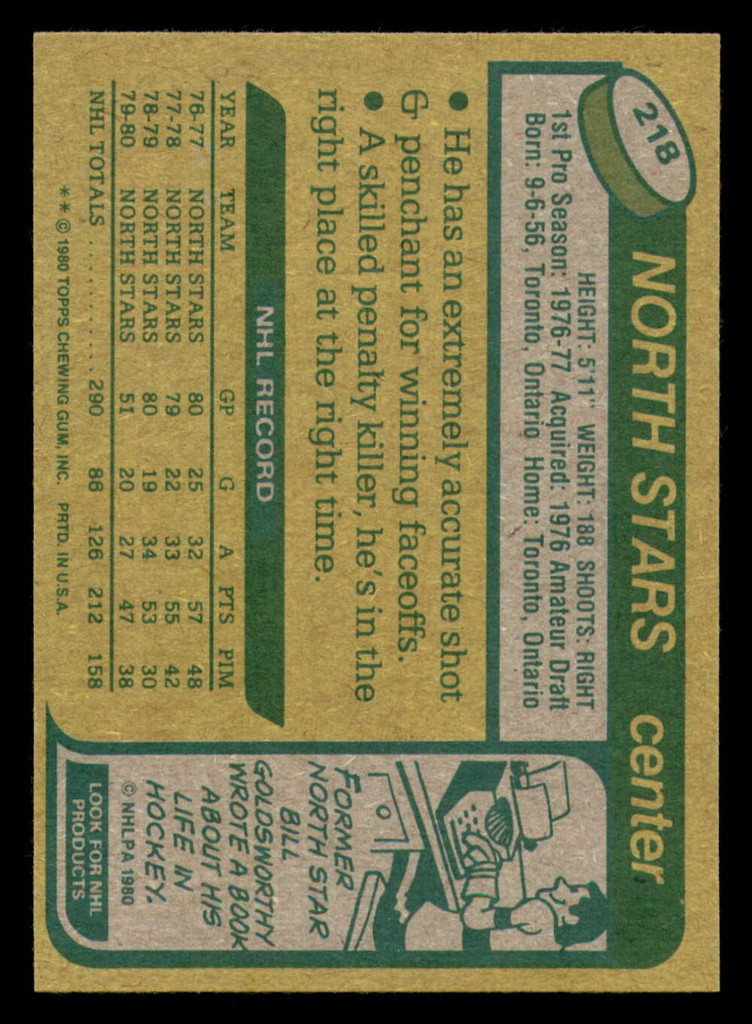 218
NORTH STARS center
HEIGHT: 5'11" WEIGHT: 188 SHOOTS: RIGHT
1st Pro Season: 1976-77 Acquired: 1976 Amateur Draft
Born: 9-6-56, Toronto, Ontario Home: Toronto, Ontario
• He has an extremely accurate shot
& penchant for winning faceoffs.
• A skilled penalty killer, he's in the
right place at the right time.
NHL RECORD
YEAR TEAM GP G A PTS PIM
76-77 NORTH STARS 80 25 32 57 48
77-78 NORTH STARS 79 22 33 55 42
78-79 NORTH STARS 80 19 34 53 30
79-80 NORTH STARS 51 20 27 47 38
NHL TOTALS ........... 290 86 126 212 158
** © 1980 TOPPS CHEWING GUM, INC. PRTD. IN U.S.A.
FORMER
NORTH STAR
BILL
GOLDSWORTHY
WROTE A BOOK
ABOUT HIS
LIFE IN
HOCKEY.
© NHLPA 1980
LOOK FOR NHL
PRODUCTS